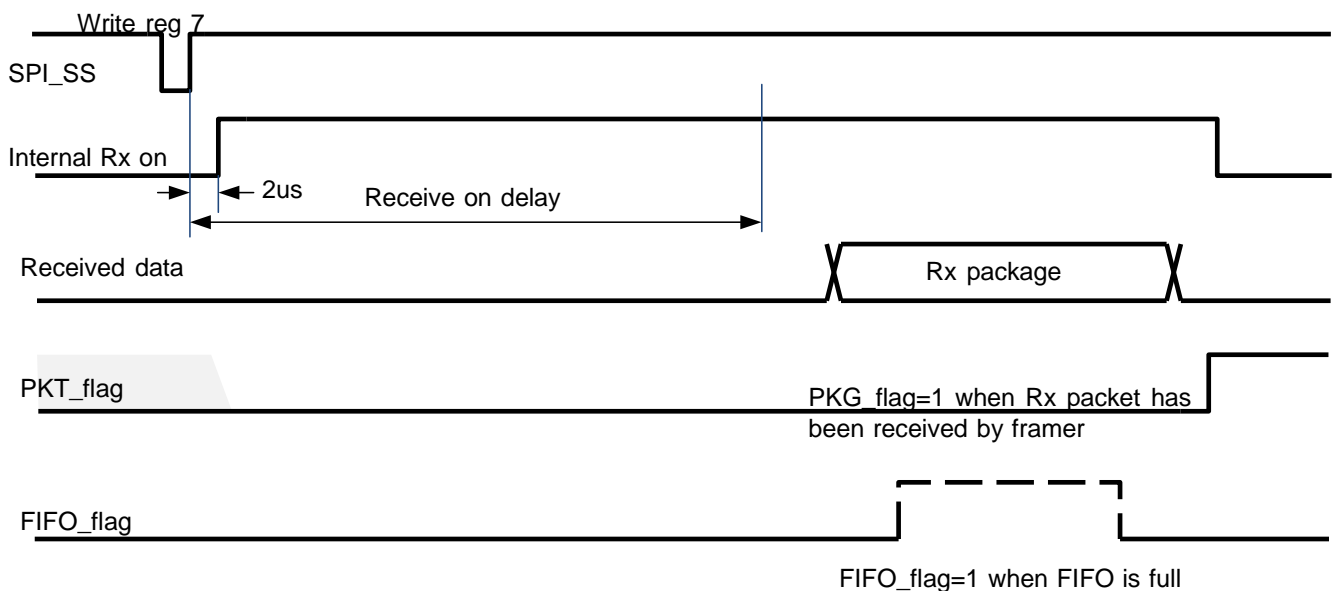 Write reg 7
SPI_SS
Internal Rx on
2us
Receive on delay
Received data
Rx package
PKT_flag
PKG_flag=1 when Rx packet has
been received by framer
FIFO_flag
FIFO_flag=1 when FIFO is full